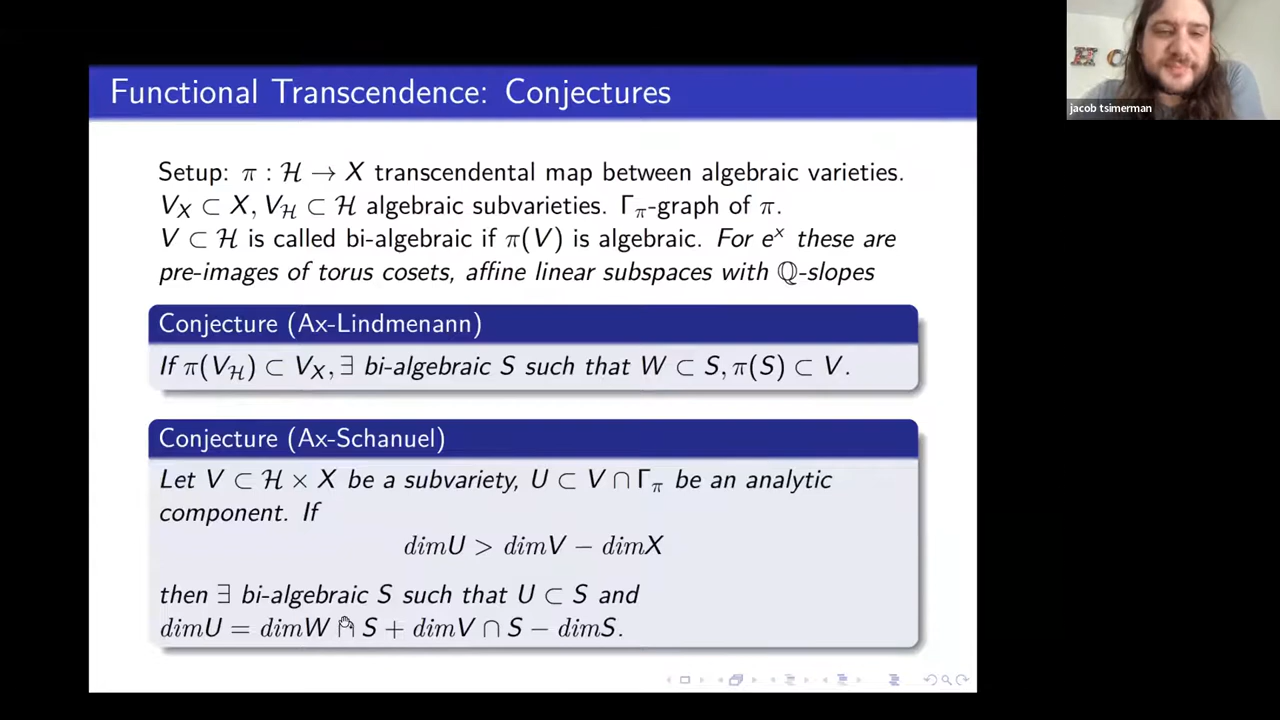 Functional Transcendence: Conjectures
jacob tsimerman
Setup: π : ℋ → X transcendental map between algebraic varieties.
V_X ⊂ X, V_ℋ ⊂ ℋ algebraic subvarieties. Γ_π-graph of π.
V ⊂ ℋ is called bi-algebraic if π(V) is algebraic. For e^x these are
pre-images of torus cosets, affine linear subspaces with ℚ-slopes
Conjecture (Ax-Lindmenann)
If π(V_ℋ) ⊂ V_X, ∃ bi-algebraic S such that W ⊂ S, π(S) ⊂ V.
Conjecture (Ax-Schanuel)
Let V ⊂ ℋ × X be a subvariety, U ⊂ V ∩ Γ_π be an analytic
component. If
dimU > dimV − dimX
then ∃ bi-algebraic S such that U ⊂ S and
dimU = dimW ∩ S + dimV ∩ S − dimS.